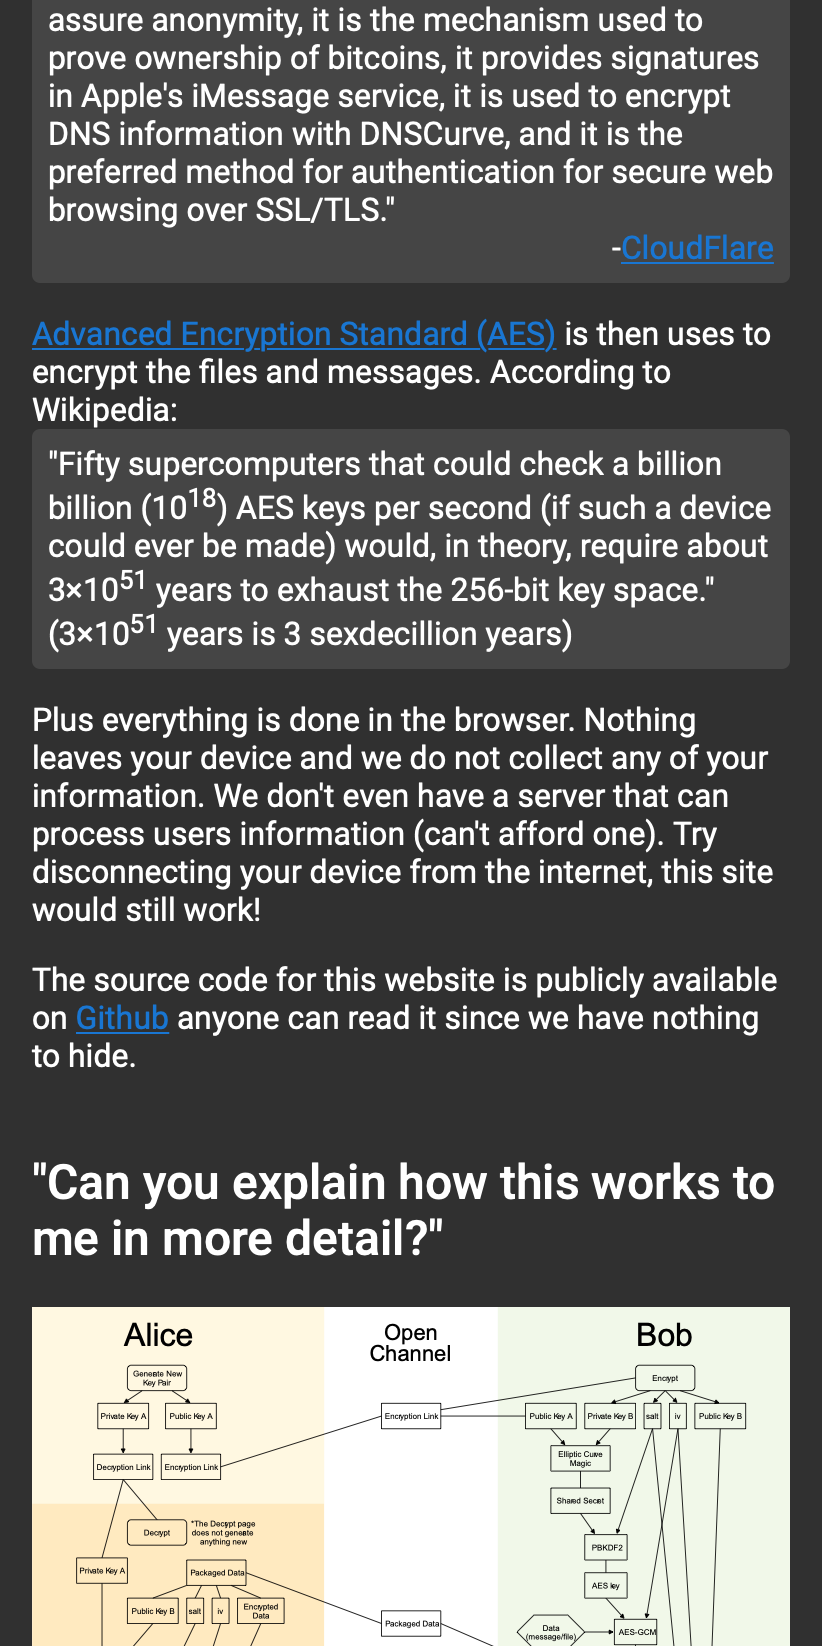 assure anonymity, it is the mechanism used to
prove ownership of bitcoins, it provides signatures
in Apple's iMessage service, it is used to encrypt
DNS information with DNSCurve, and it is the
preferred method for authentication for secure web
browsing over SSL/TLS."
-CloudFlare
Advanced Encryption Standard (AES) is then uses to
encrypt the files and messages. According to
Wikipedia:
"Fifty supercomputers that could check a billion
billion (10^18) AES keys per second (if such a device
could ever be made) would, in theory, require about
3×10^51 years to exhaust the 256-bit key space."
(3×10^51 years is 3 sexdecillion years)
Plus everything is done in the browser. Nothing
leaves your device and we do not collect any of your
information. We don't even have a server that can
process users information (can't afford one). Try
disconnecting your device from the internet, this site
would still work!
The source code for this website is publicly available
on Github anyone can read it since we have nothing
to hide.
"Can you explain how this works to
me in more detail?"
Alice
Open
Channel
Bob
Generate New
Key Pair
Encrypt
Private Key A
Public Key A
Encryption Link
Public Key A
Private Key B
salt
iv
Public Key B
Decryption Link
Encryption Link
Elliptic Curve
Magic
Shared Secret
Decrypt
*The Decrypt page
does not generate
anything new
PBKDF2
Private Key A
Packaged Data
AES key
Public Key B
salt
iv
Encrypted
Data
Packaged Data
Data
(message/file)
AES-GCM